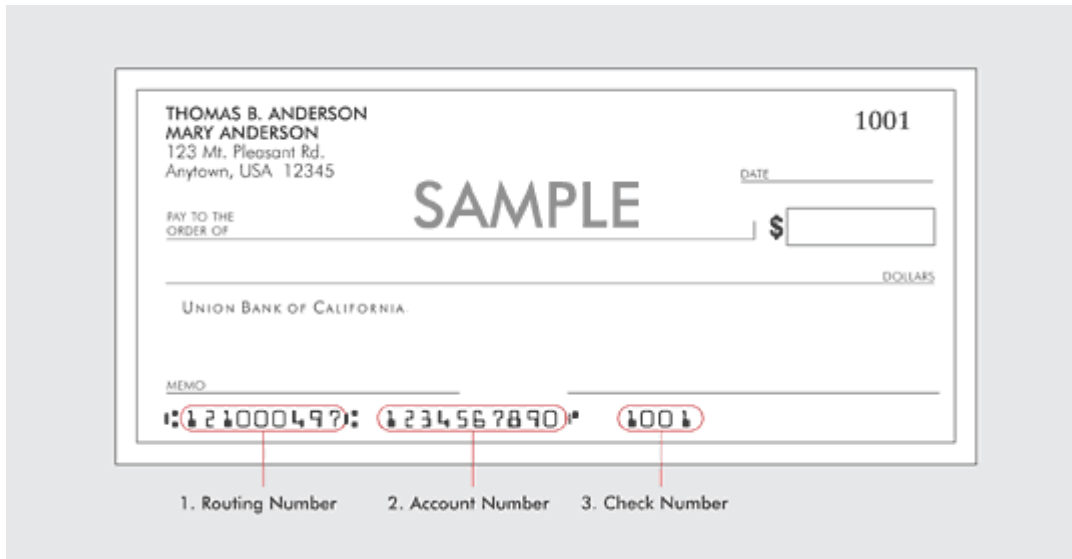 THOMAS B. ANDERSON
MARY ANDERSON
123 Mt. Pleasant Rd.
Anytown, USA 12345
1001
DATE
SAMPLE
PAY TO THE
ORDER OF
$
DOLLARS
UNION BANK OF CALIFORNIA
MEMO
⑆121000497⑆ 1234567890⑈ 1001
1. Routing Number 2. Account Number 3. Check Number